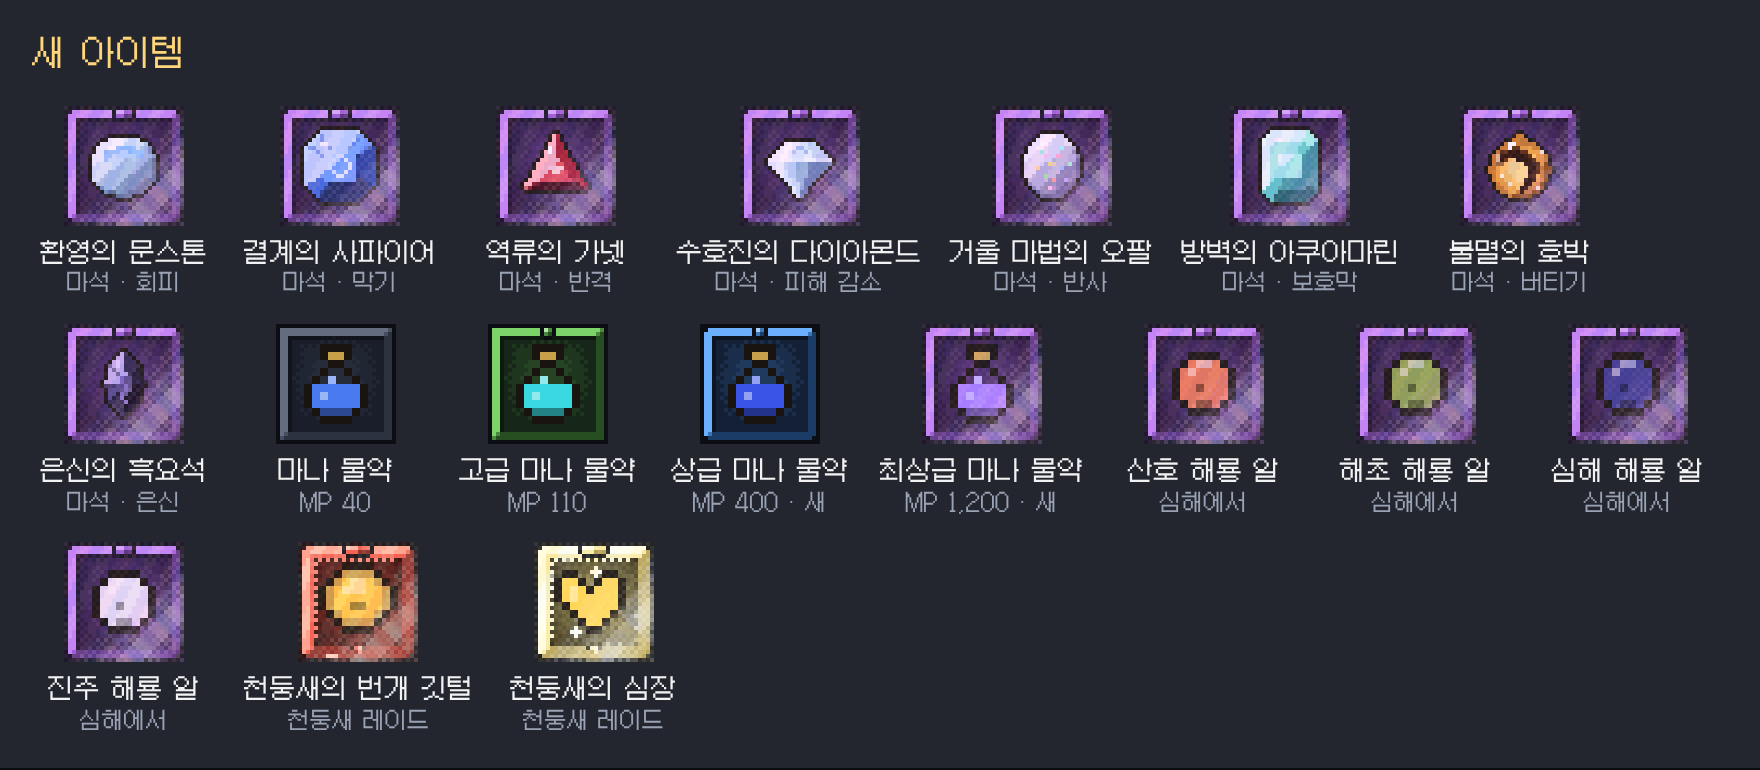 새 아이템
환영의 문스톤
마석 · 회피
결계의 사파이어
마석 · 막기
역류의 가넷
마석 · 반격
수호진의 다이아몬드
마석 · 피해 감소
거울 마법의 오팔
마석 · 반사
방벽의 아쿠아마린
마석 · 보호막
불멸의 호박
마석 · 버티기
은신의 흑요석
마석 · 은신
마나 물약
MP 40
고급 마나 물약
MP 110
상급 마나 물약
MP 400 · 새
최상급 마나 물약
MP 1,200 · 새
산호 해룡 알
심해에서
해초 해룡 알
심해에서
심해 해룡 알
심해에서
진주 해룡 알
심해에서
천둥새의 번개 깃털
천둥새 레이드
천둥새의 심장
천둥새 레이드